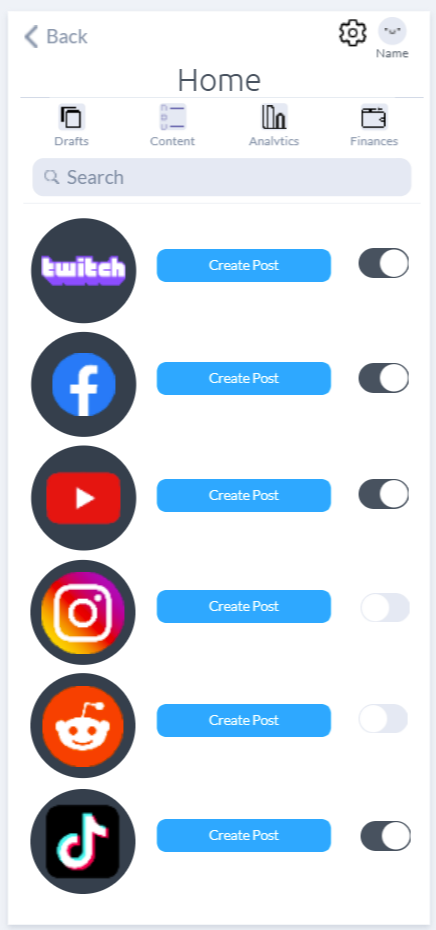 Back
Name
Home
Drafts
Content
Analytics
Finances
Search
twitch
Create Post
Create Post
Create Post
Create Post
Create Post
Create Post